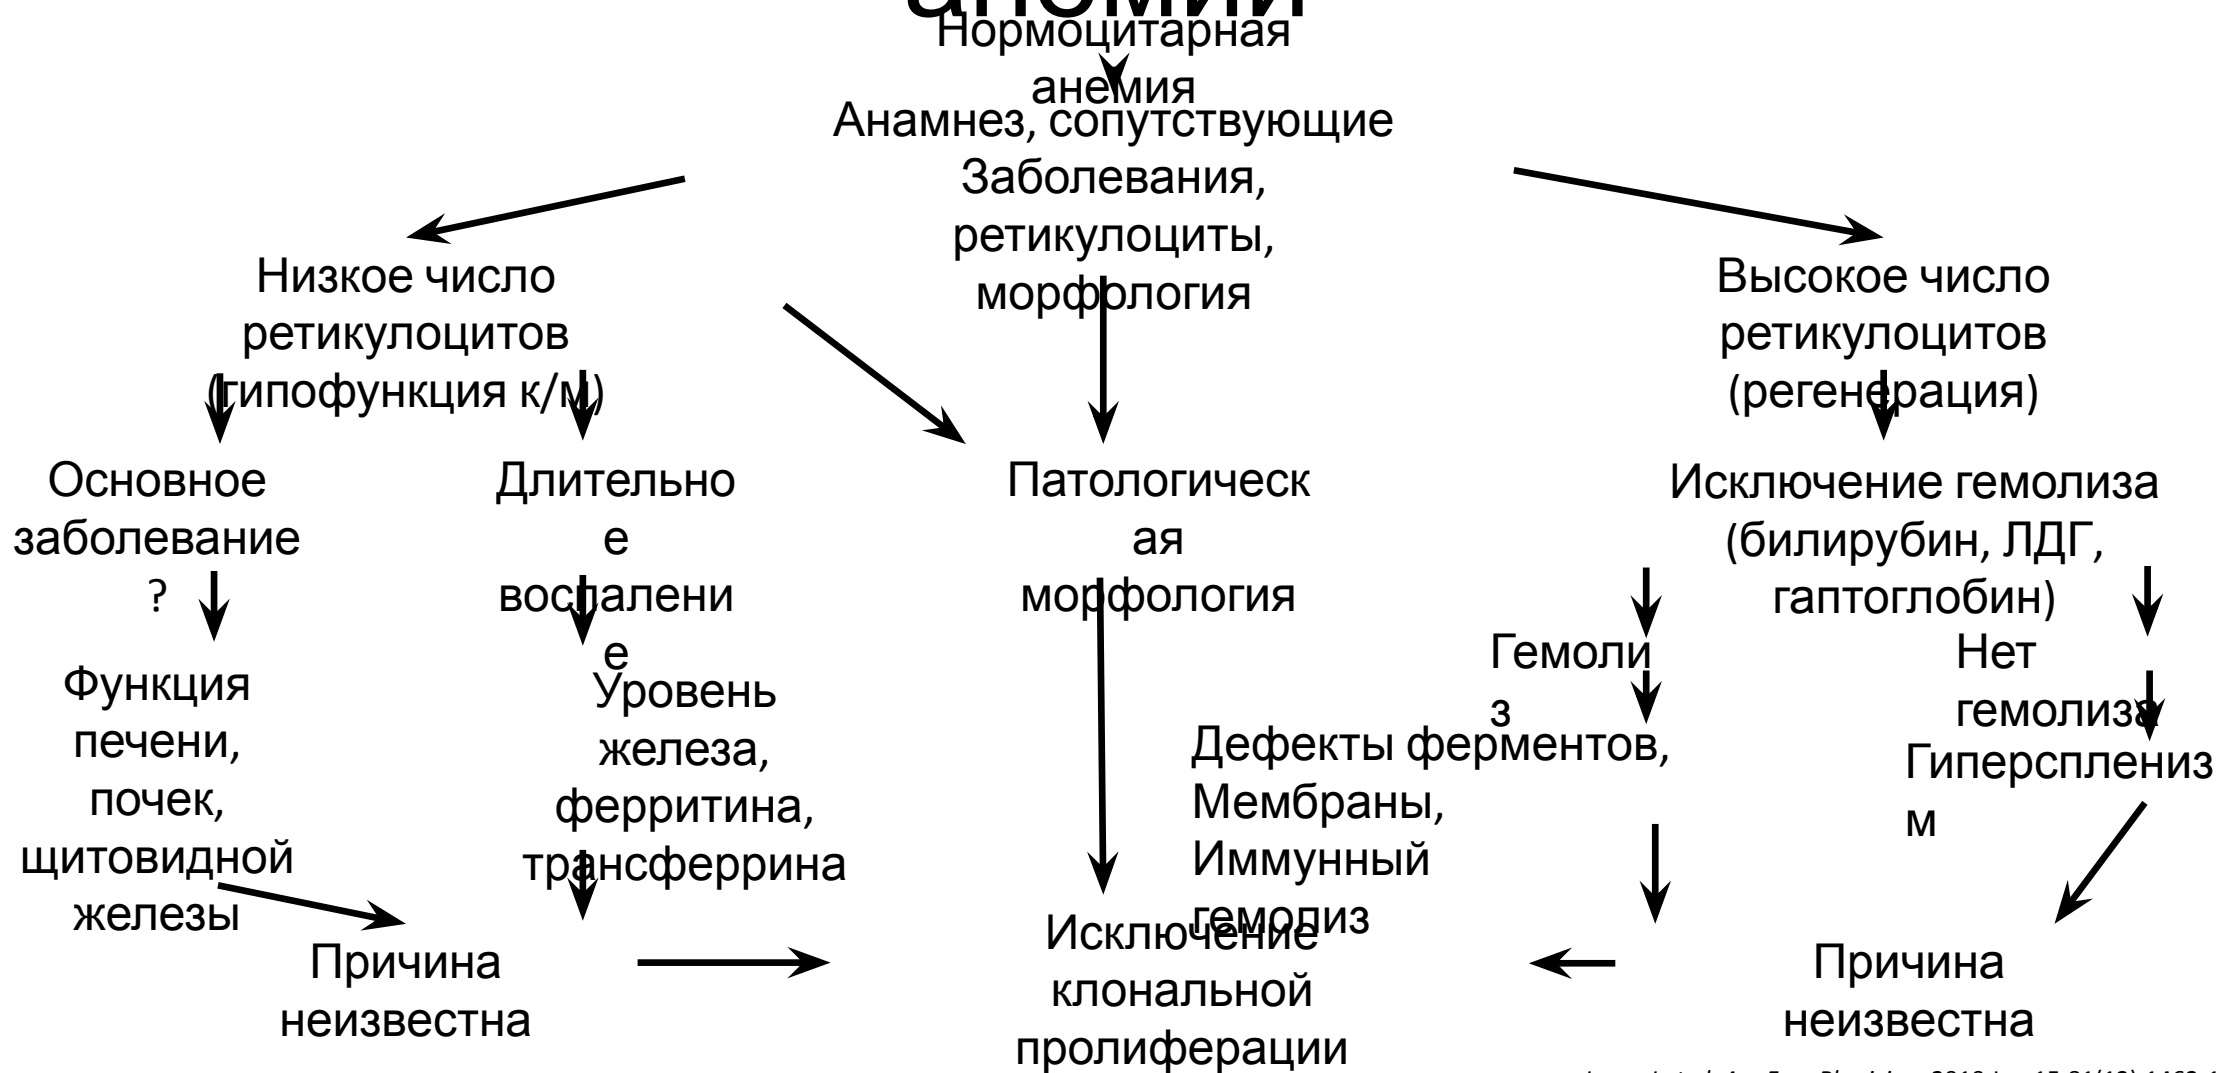 анемии
Нормоцитарная
анемия
Анамнез, сопутствующие
Заболевания,
ретикулоциты,
морфология
Низкое число
ретикулоцитов
(гипофункция к/м)
Высокое число
ретикулоцитов
(регенерация)
Основное
заболевание
?
Длительно
е
воспалени
е
Патологическ
ая
морфология
Исключение гемолиза
(билирубин, ЛДГ,
гаптоглобин)
Гемоли
з
Нет
гемолиза
Функция
печени,
почек,
щитовидной
железы
Уровень
железа,
ферритина,
трансферрина
Дефекты ферментов,
Мембраны,
Иммунный
гемолиз
Гиперсплениз
м
Причина
неизвестна
Исключение
клональной
пролиферации
Причина
неизвестна